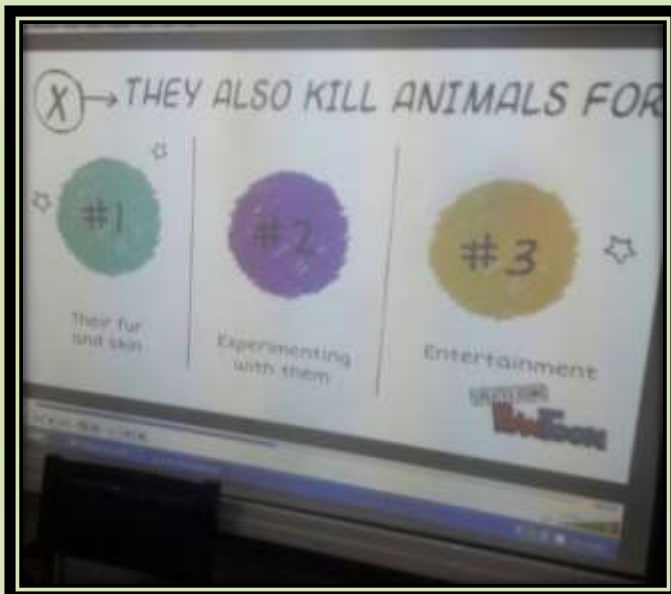 X → THEY ALSO KILL ANIMALS FOR
#1
Their fur
and skin
#2
Experimenting
with them
#3
Entertainment